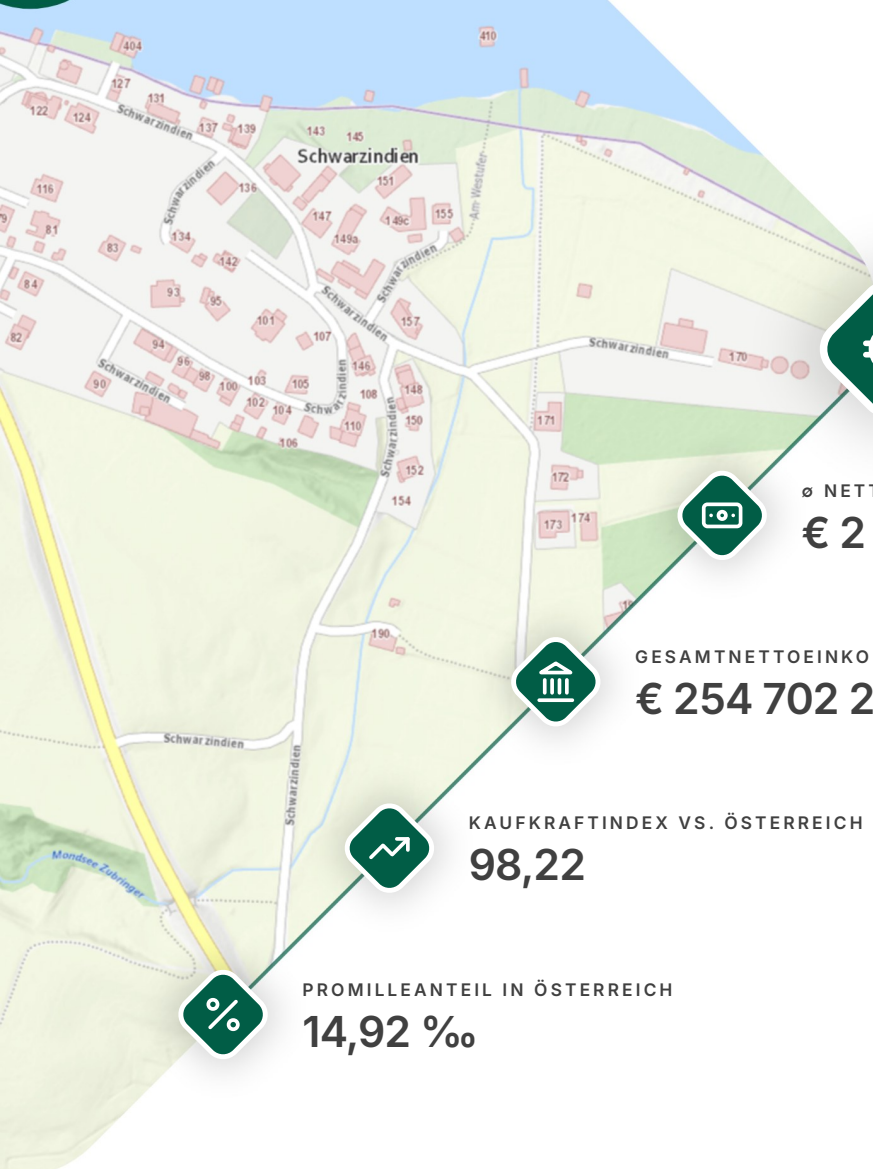 404
410
127
131
122
124
Schwarzindien
137
139
143
145
Schwarzindien
151
136
116
Schwarzindien
Am Westufer
147
149c
155
81
134
149a
83
142
Schwarzindien
84
93
95
Schwarzindien
101
157
82
107
94
Schwarzindien
170
96
146
98
100
103
105
90
Schwarzindien
108
148
102
104
Schwarzindien
110
150
171
106
Schwarzindien
152
172
154
173
174
ø NETT
€ 2
190
GESAMTNETTOEINKO
€ 254 702 2
Schwarzindien
Schwarzindien
KAUFKRAFTINDEX VS. ÖSTERREICH
98,22
Mondsee Zubringer
PROMILLEANTEIL IN ÖSTERREICH
14,92 ‰